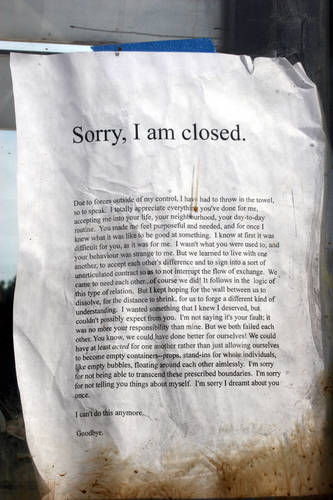 Sorry, I am closed.
Due to forces outside of my control, I have had to throw in the towel,
so to speak. I totally appreciate everything you've done for me,
accepting me into your life, your neighbourhood, your day-to-day
routine. You made me feel purposeful and needed, and for once I
knew what it was like to be good at something. I know at first it was
difficult for you, as it was for me. I wasn't what you were used to, and
your behaviour was strange to me. But we learned to live with one
another, to accept each other's difference and to sign into a sort of
unarticulated contract so as to not interrupt the flow of exchange. We
came to need each other...of course we did! It follows in the logic of
this type of relation. But I kept hoping for the wall between us to
dissolve, for the distance to shrink, for us to forge a different kind of
understanding. I wanted something that I knew I deserved, but
couldn't possibly expect from you. I'm not saying it's your fault; it
was no more your responsibility than mine. But we both failed each
other. You know, we could have done better for ourselves! We could
have at least acted for one another rather than just allowing ourselves
to become empty containers--props, stand-ins for whole individuals,
like empty bubbles, floating around each other aimlessly. I'm sorry
for not being able to transcend these prescribed boundaries. I'm sorry
for not telling you things about myself. I'm sorry I dreamt about you
once.
I can't do this anymore.
Goodbye.